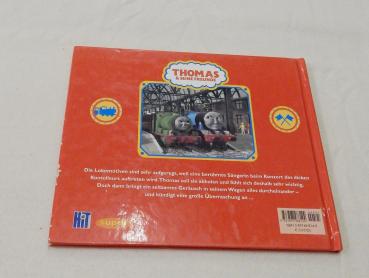 THOMAS
& SEINE FREUNDE
Die Lokomotiven sind sehr aufgeregt, weil eine berühmte Sängerin beim Konzert des dicken
Kontrolleurs auftreten wird. Thomas soll sie abholen und fühlt sich deshalb sehr wichtig.
Doch dann bringt ein seltsames Geräusch in seinem Wagen alles durcheinander –
und kündigt eine große Überraschung an ...
HiT
super